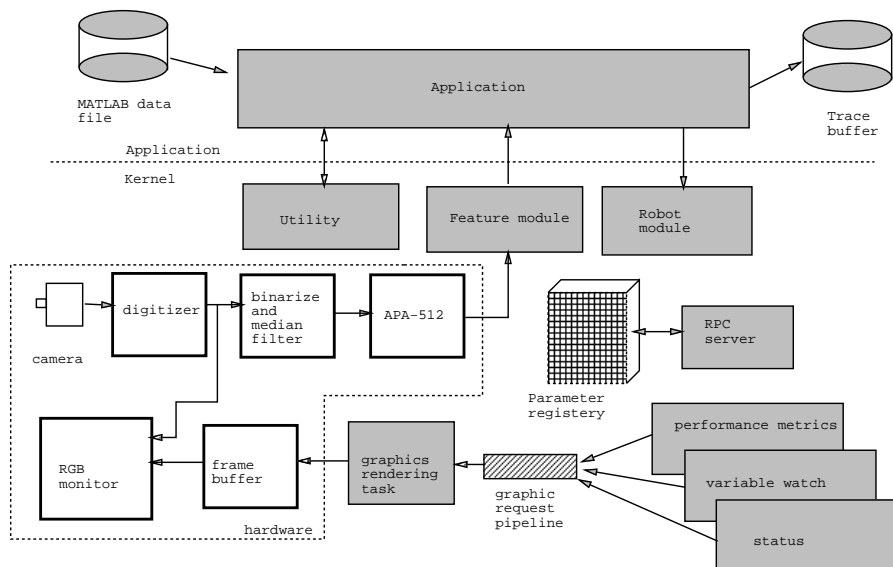 Application
MATLAB data
file
Trace
buffer
Application
Kernel
Utility
Feature module
Robot
module
digitizer
binarize
and
median
filter
APA-512
camera
RPC
server
Parameter
registery
performance metrics
variable watch
status
RGB
monitor
frame
buffer
graphics
rendering
task
graphic
request
pipeline
hardware